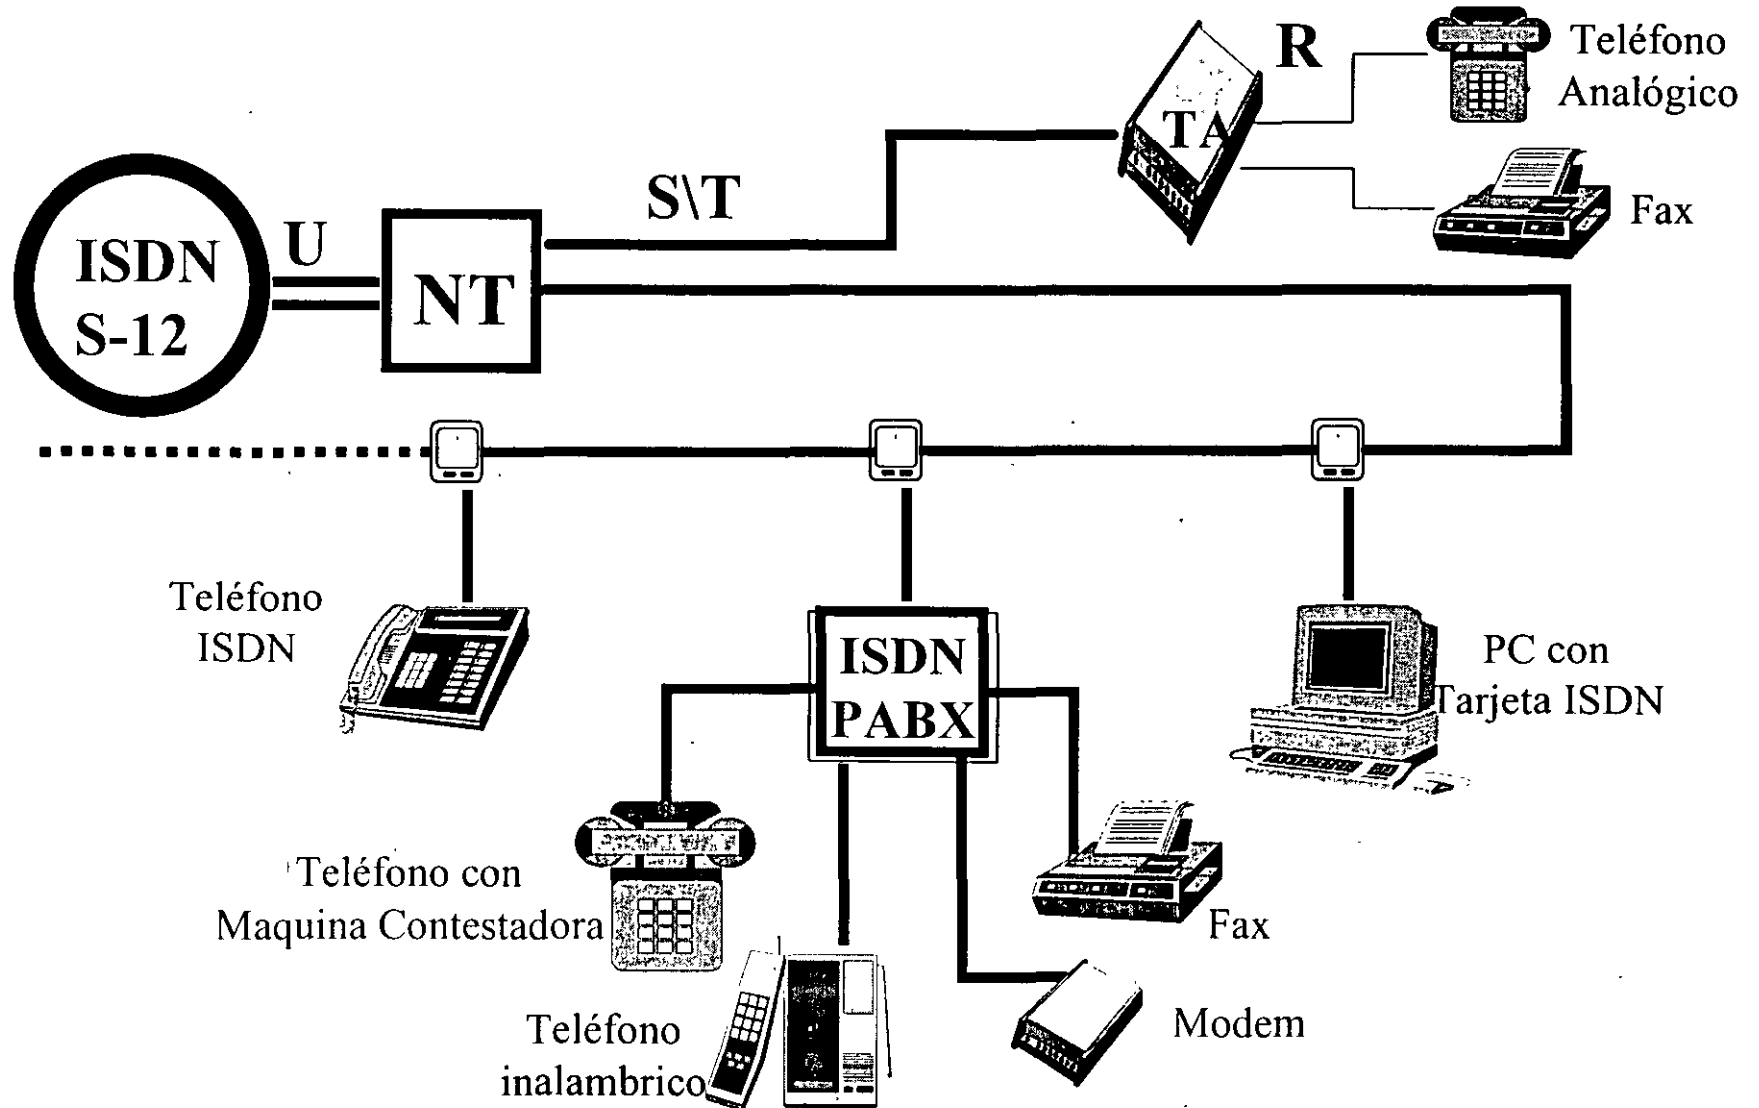 R
Teléfono
Analógico
TA
S\T
Fax
U
ISDN
S-12
NT
Teléfono
ISDN
ISDN
PABX
PC con
Tarjeta ISDN
Teléfono con
Maquina Contestadora
Fax
Teléfono
inalambrico
Modem